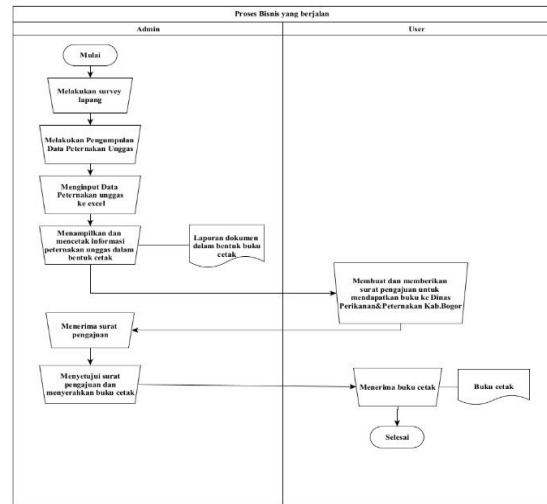 Proses Bisnis yang berjalan
Admin
User
Mulai
Melakukan survey
lapang
Melakukan Pengumpulan
Data Peternakan Unggas
Menginput Data
Peternakan unggas
ke excel
Menampilkan dan
mencetak informasi
peternakan unggas dalam
bentuk cetak
Laporan dokumen
dalam bentuk buku
cetak
Membuat dan memberikan
surat pengajuan untuk
mendapatkan buku ke Dinas
Perikanan&Peternakan Kab.Bogor
Menerima surat
pengajuan
Menyetujui surat
pengajuan dan
menyerahkan buku cetak
Menerima buku cetak
Buku cetak
Selesai